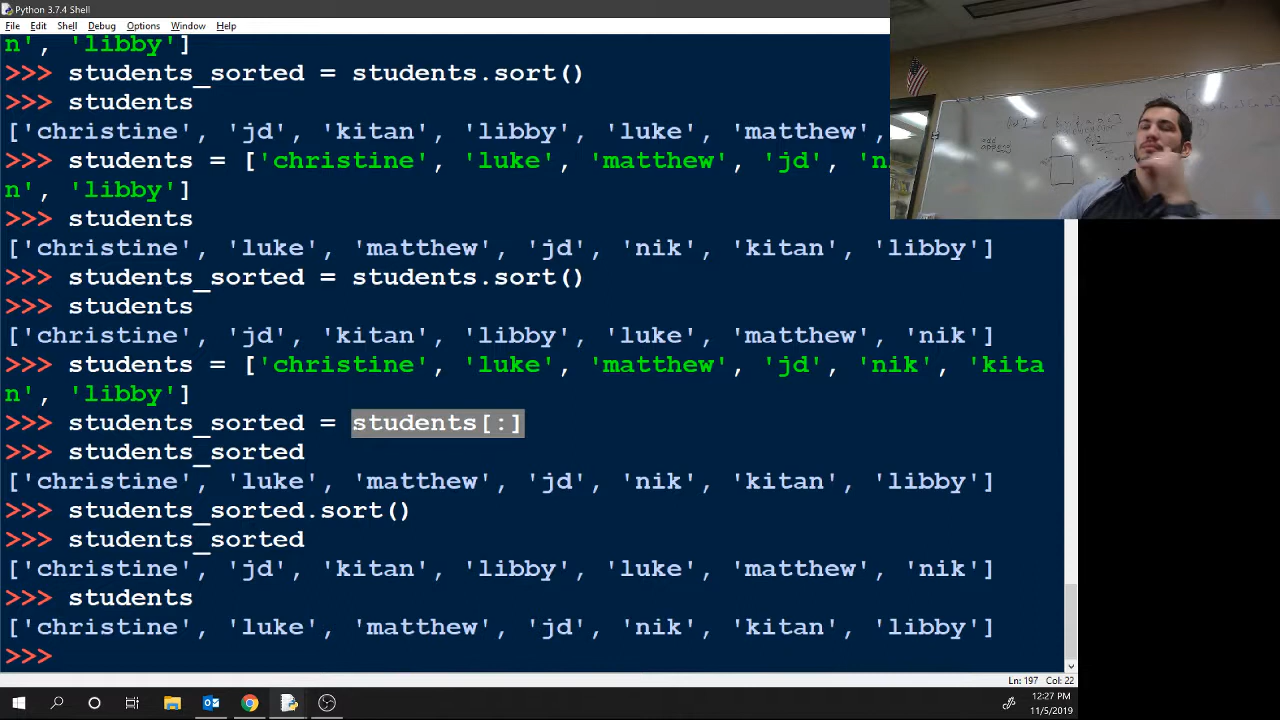 Python 3.7.4 Shell
File Edit Shell Debug Options Window Help
n', 'libby']
>>> students_sorted = students.sort()
>>> students
['christine', 'jd', 'kitan', 'libby', 'luke', 'matthew',
>>> students = ['christine', 'luke', 'matthew', 'jd', 'n
n', 'libby']
>>> students
['christine', 'luke', 'matthew', 'jd', 'nik', 'kitan', 'libby']
>>> students_sorted = students.sort()
>>> students
['christine', 'jd', 'kitan', 'libby', 'luke', 'matthew', 'nik']
>>> students = ['christine', 'luke', 'matthew', 'jd', 'nik', 'kita
n', 'libby']
>>> students_sorted = students[:]
>>> students_sorted
['christine', 'luke', 'matthew', 'jd', 'nik', 'kitan', 'libby']
>>> students_sorted.sort()
>>> students_sorted
['christine', 'jd', 'kitan', 'libby', 'luke', 'matthew', 'nik']
>>> students
['christine', 'luke', 'matthew', 'jd', 'nik', 'kitan', 'libby']
>>>
Ln: 197 Col: 22
12:27 PM
11/5/2019